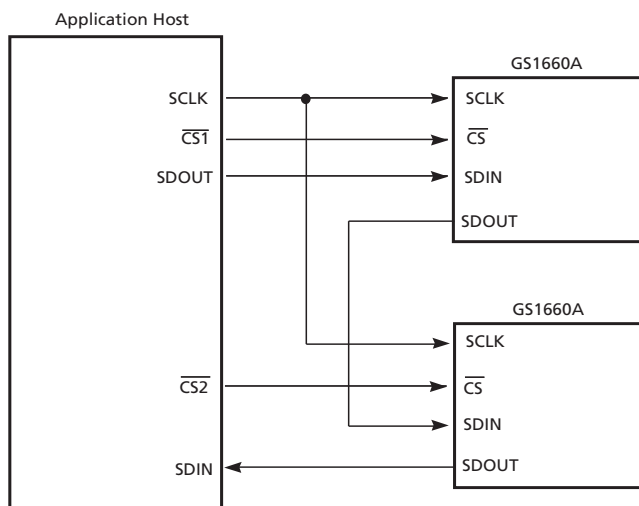 Application Host
SCLK
CS1
SDOUT
CS2
SDIN
GS1660A
SCLK
CS
SDIN
SDOUT
GS1660A
SCLK
CS
SDIN
SDOUT